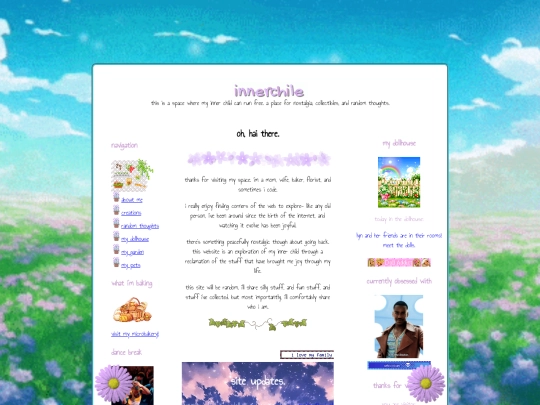 innerchile
this is a space where my inner child can run free. a place for nostalgia, collectibles, and random thoughts.
oh, hai there.
navigation
about me
creations
random thoughts
my dollhouse
my garden
my pets
what i'm baking
visit my microbakery!
dance break
thanks for visiting my space. i'm a mom, wife, baker, florist, and
sometimes i code.
i really enjoy finding corners of the web to explore- like any old
person, i've been around since the birth of the internet, and
watching it evolve has been joyful.
there's something peacefully nostalgic though about going back.
this website is an exploration of my inner child through a
reclamation of the stuff that have brought me joy through my
life.
this site will be random. i'll share silly stuff, and fun stuff, and
stuff i've collected. but most importantly, i'll comfortably share
who i am.
i love my family
site updates.
my dollhouse
today in the dollhouse
and her friends are in their rooms!
meet the dolls.
currently obsessed with
thanks for